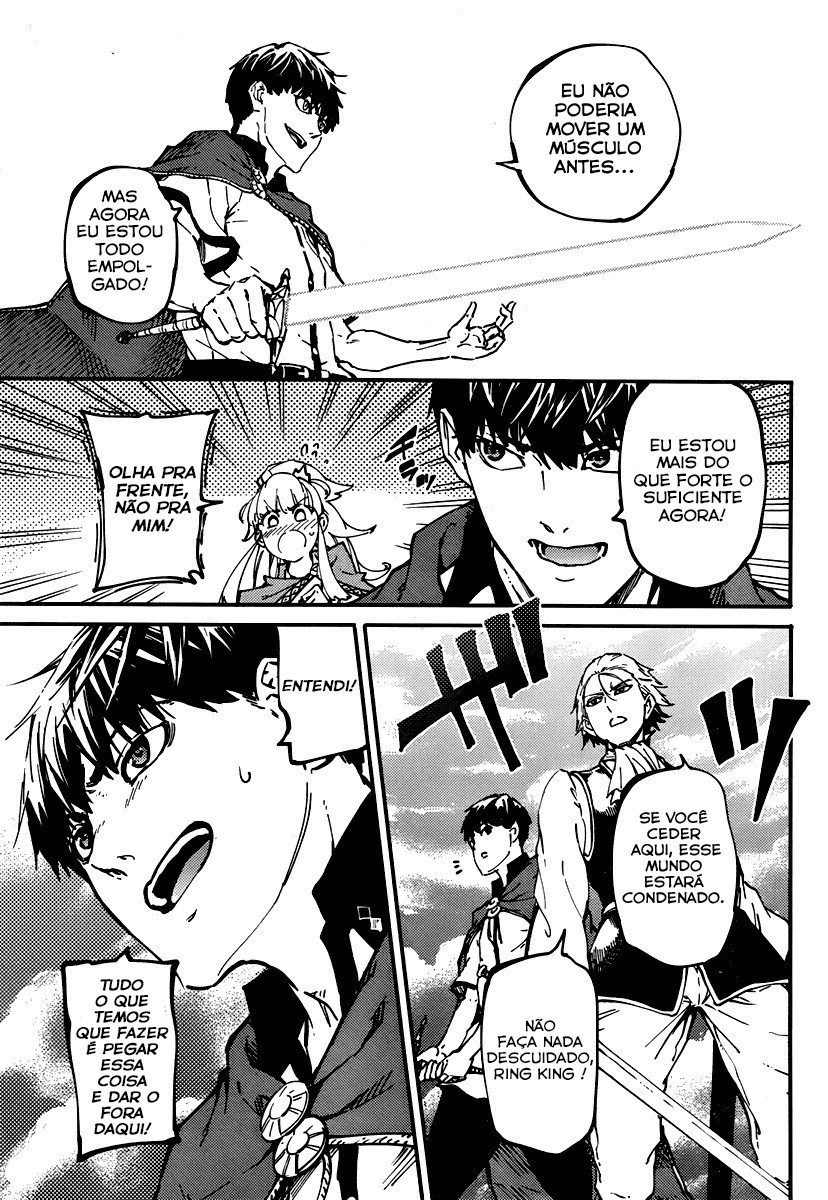 EU NÃO
PODERIA
MOVER UM
MÚSCULO
ANTES...
MAS
AGORA
EU ESTOU
TODO
EMPOL-
GADO!
EU ESTOU
MAIS DO
QUE FORTE O
SUFICIENTE
AGORA!
OLHA PRA
FRENTE,
NÃO PRA
MIM!
SE VOCÊ
CEDER
AQUI, ESSE
MUNDO
ESTARÁ
CONDENADO.
NÃO
FAÇA NADA
DESCUIDADO,
RING KING !
ENTENDI!
TUDO
O QUE
TEMOS
QUE FAZER
É PEGAR
ESSA
COISA
E DAR O
FORA
DAQUI!